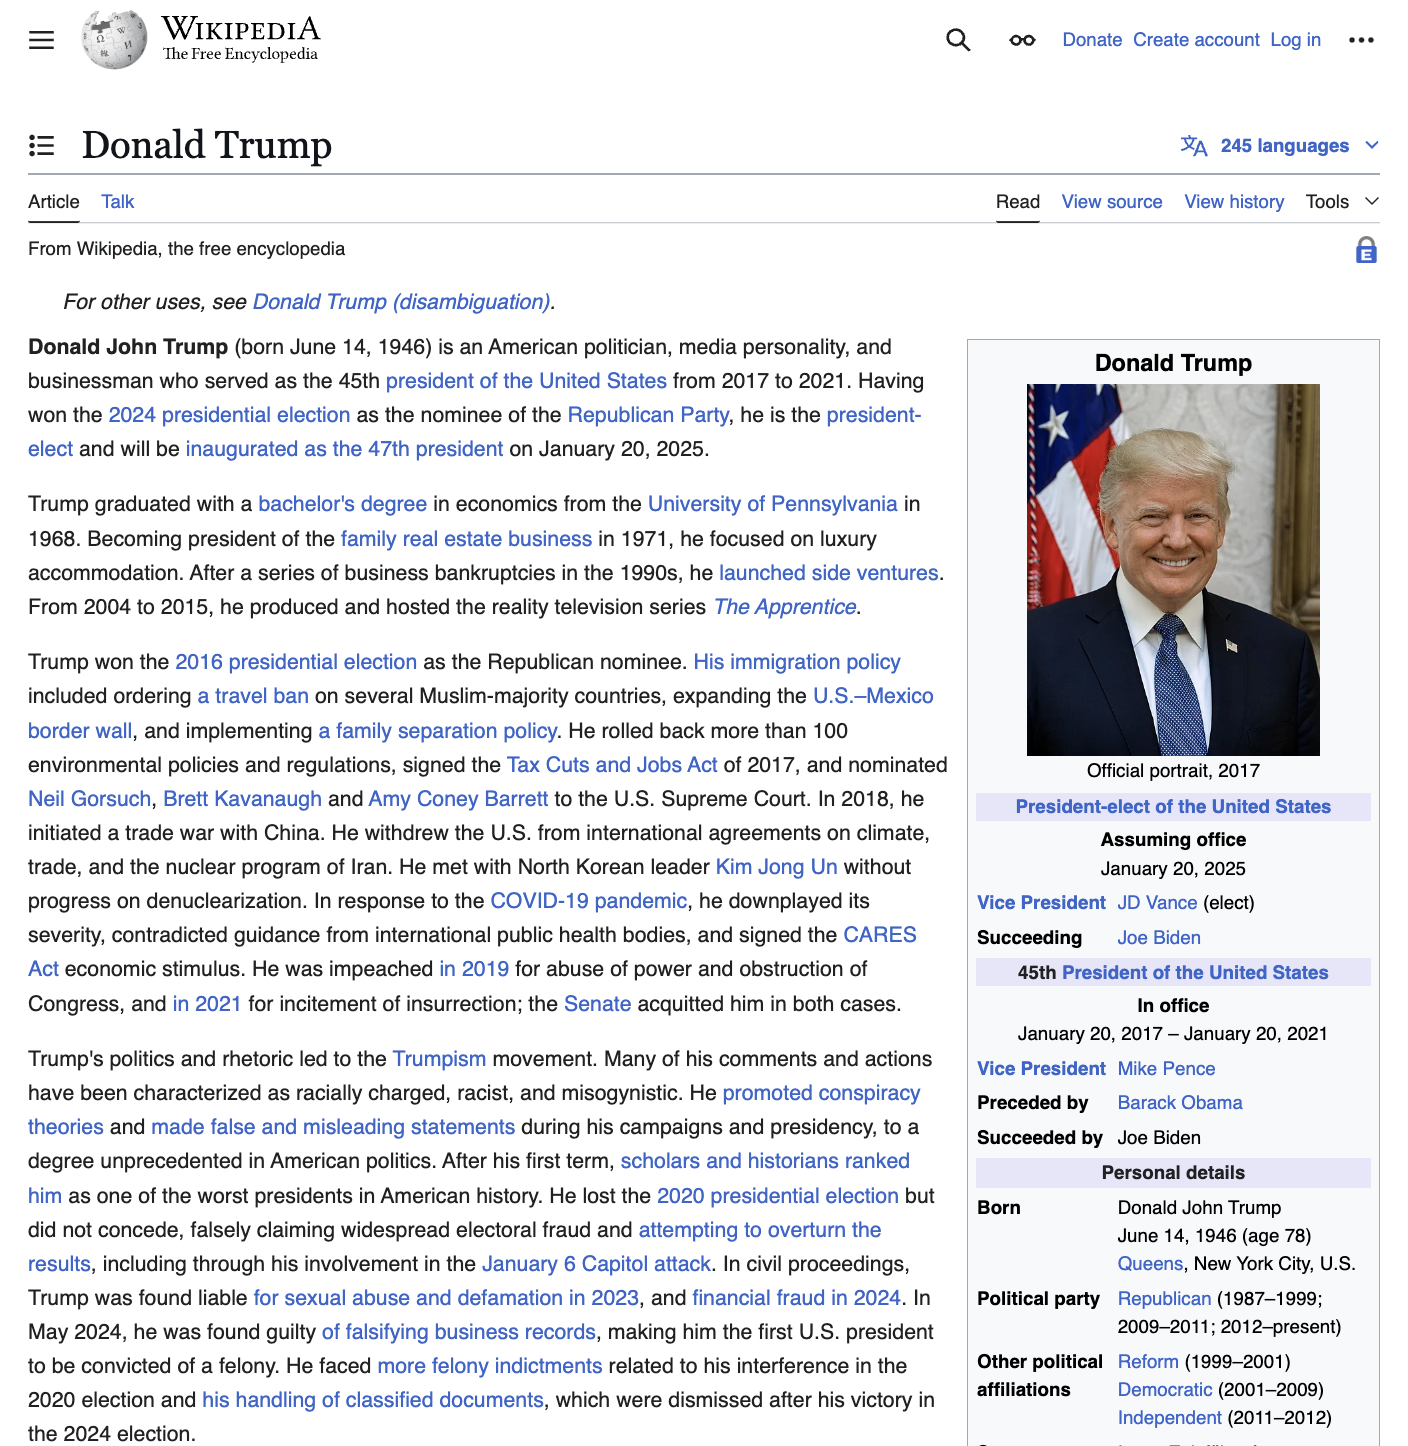 WIKIPEDIA
The Free Encyclopedia
Donate Create account Log in
Donald Trump
245 languages
Article Talk
Read View source View history Tools
From Wikipedia, the free encyclopedia
E
For other uses, see Donald Trump (disambiguation).
Donald John Trump (born June 14, 1946) is an American politician, media personality, and
businessman who served as the 45th president of the United States from 2017 to 2021. Having
won the 2024 presidential election as the nominee of the Republican Party, he is the president-
elect and will be inaugurated as the 47th president on January 20, 2025.
Trump graduated with a bachelor's degree in economics from the University of Pennsylvania in
1968. Becoming president of the family real estate business in 1971, he focused on luxury
accommodation. After a series of business bankruptcies in the 1990s, he launched side ventures.
From 2004 to 2015, he produced and hosted the reality television series The Apprentice.
Trump won the 2016 presidential election as the Republican nominee. His immigration policy
included ordering a travel ban on several Muslim-majority countries, expanding the U.S.–Mexico
border wall, and implementing a family separation policy. He rolled back more than 100
environmental policies and regulations, signed the Tax Cuts and Jobs Act of 2017, and nominated
Neil Gorsuch, Brett Kavanaugh and Amy Coney Barrett to the U.S. Supreme Court. In 2018, he
initiated a trade war with China. He withdrew the U.S. from international agreements on climate,
trade, and the nuclear program of Iran. He met with North Korean leader Kim Jong Un without
progress on denuclearization. In response to the COVID-19 pandemic, he downplayed its
severity, contradicted guidance from international public health bodies, and signed the CARES
Act economic stimulus. He was impeached in 2019 for abuse of power and obstruction of
Congress, and in 2021 for incitement of insurrection; the Senate acquitted him in both cases.
Trump's politics and rhetoric led to the Trumpism movement. Many of his comments and actions
have been characterized as racially charged, racist, and misogynistic. He promoted conspiracy
theories and made false and misleading statements during his campaigns and presidency, to a
degree unprecedented in American politics. After his first term, scholars and historians ranked
him as one of the worst presidents in American history. He lost the 2020 presidential election but
did not concede, falsely claiming widespread electoral fraud and attempting to overturn the
results, including through his involvement in the January 6 Capitol attack. In civil proceedings,
Trump was found liable for sexual abuse and defamation in 2023, and financial fraud in 2024. In
May 2024, he was found guilty of falsifying business records, making him the first U.S. president
to be convicted of a felony. He faced more felony indictments related to his interference in the
2020 election and his handling of classified documents, which were dismissed after his victory in
the 2024 election.
Donald Trump
Official portrait, 2017
President-elect of the United States
Assuming office
January 20, 2025
Vice President JD Vance (elect)
Succeeding Joe Biden
45th President of the United States
In office
January 20, 2017 – January 20, 2021
Vice President Mike Pence
Preceded by Barack Obama
Succeeded by Joe Biden
Personal details
Born Donald John Trump
June 14, 1946 (age 78)
Queens, New York City, U.S.
Political party Republican (1987–1999;
2009–2011; 2012–present)
Other political Reform (1999–2001)
affiliations Democratic (2001–2009)
Independent (2011–2012)